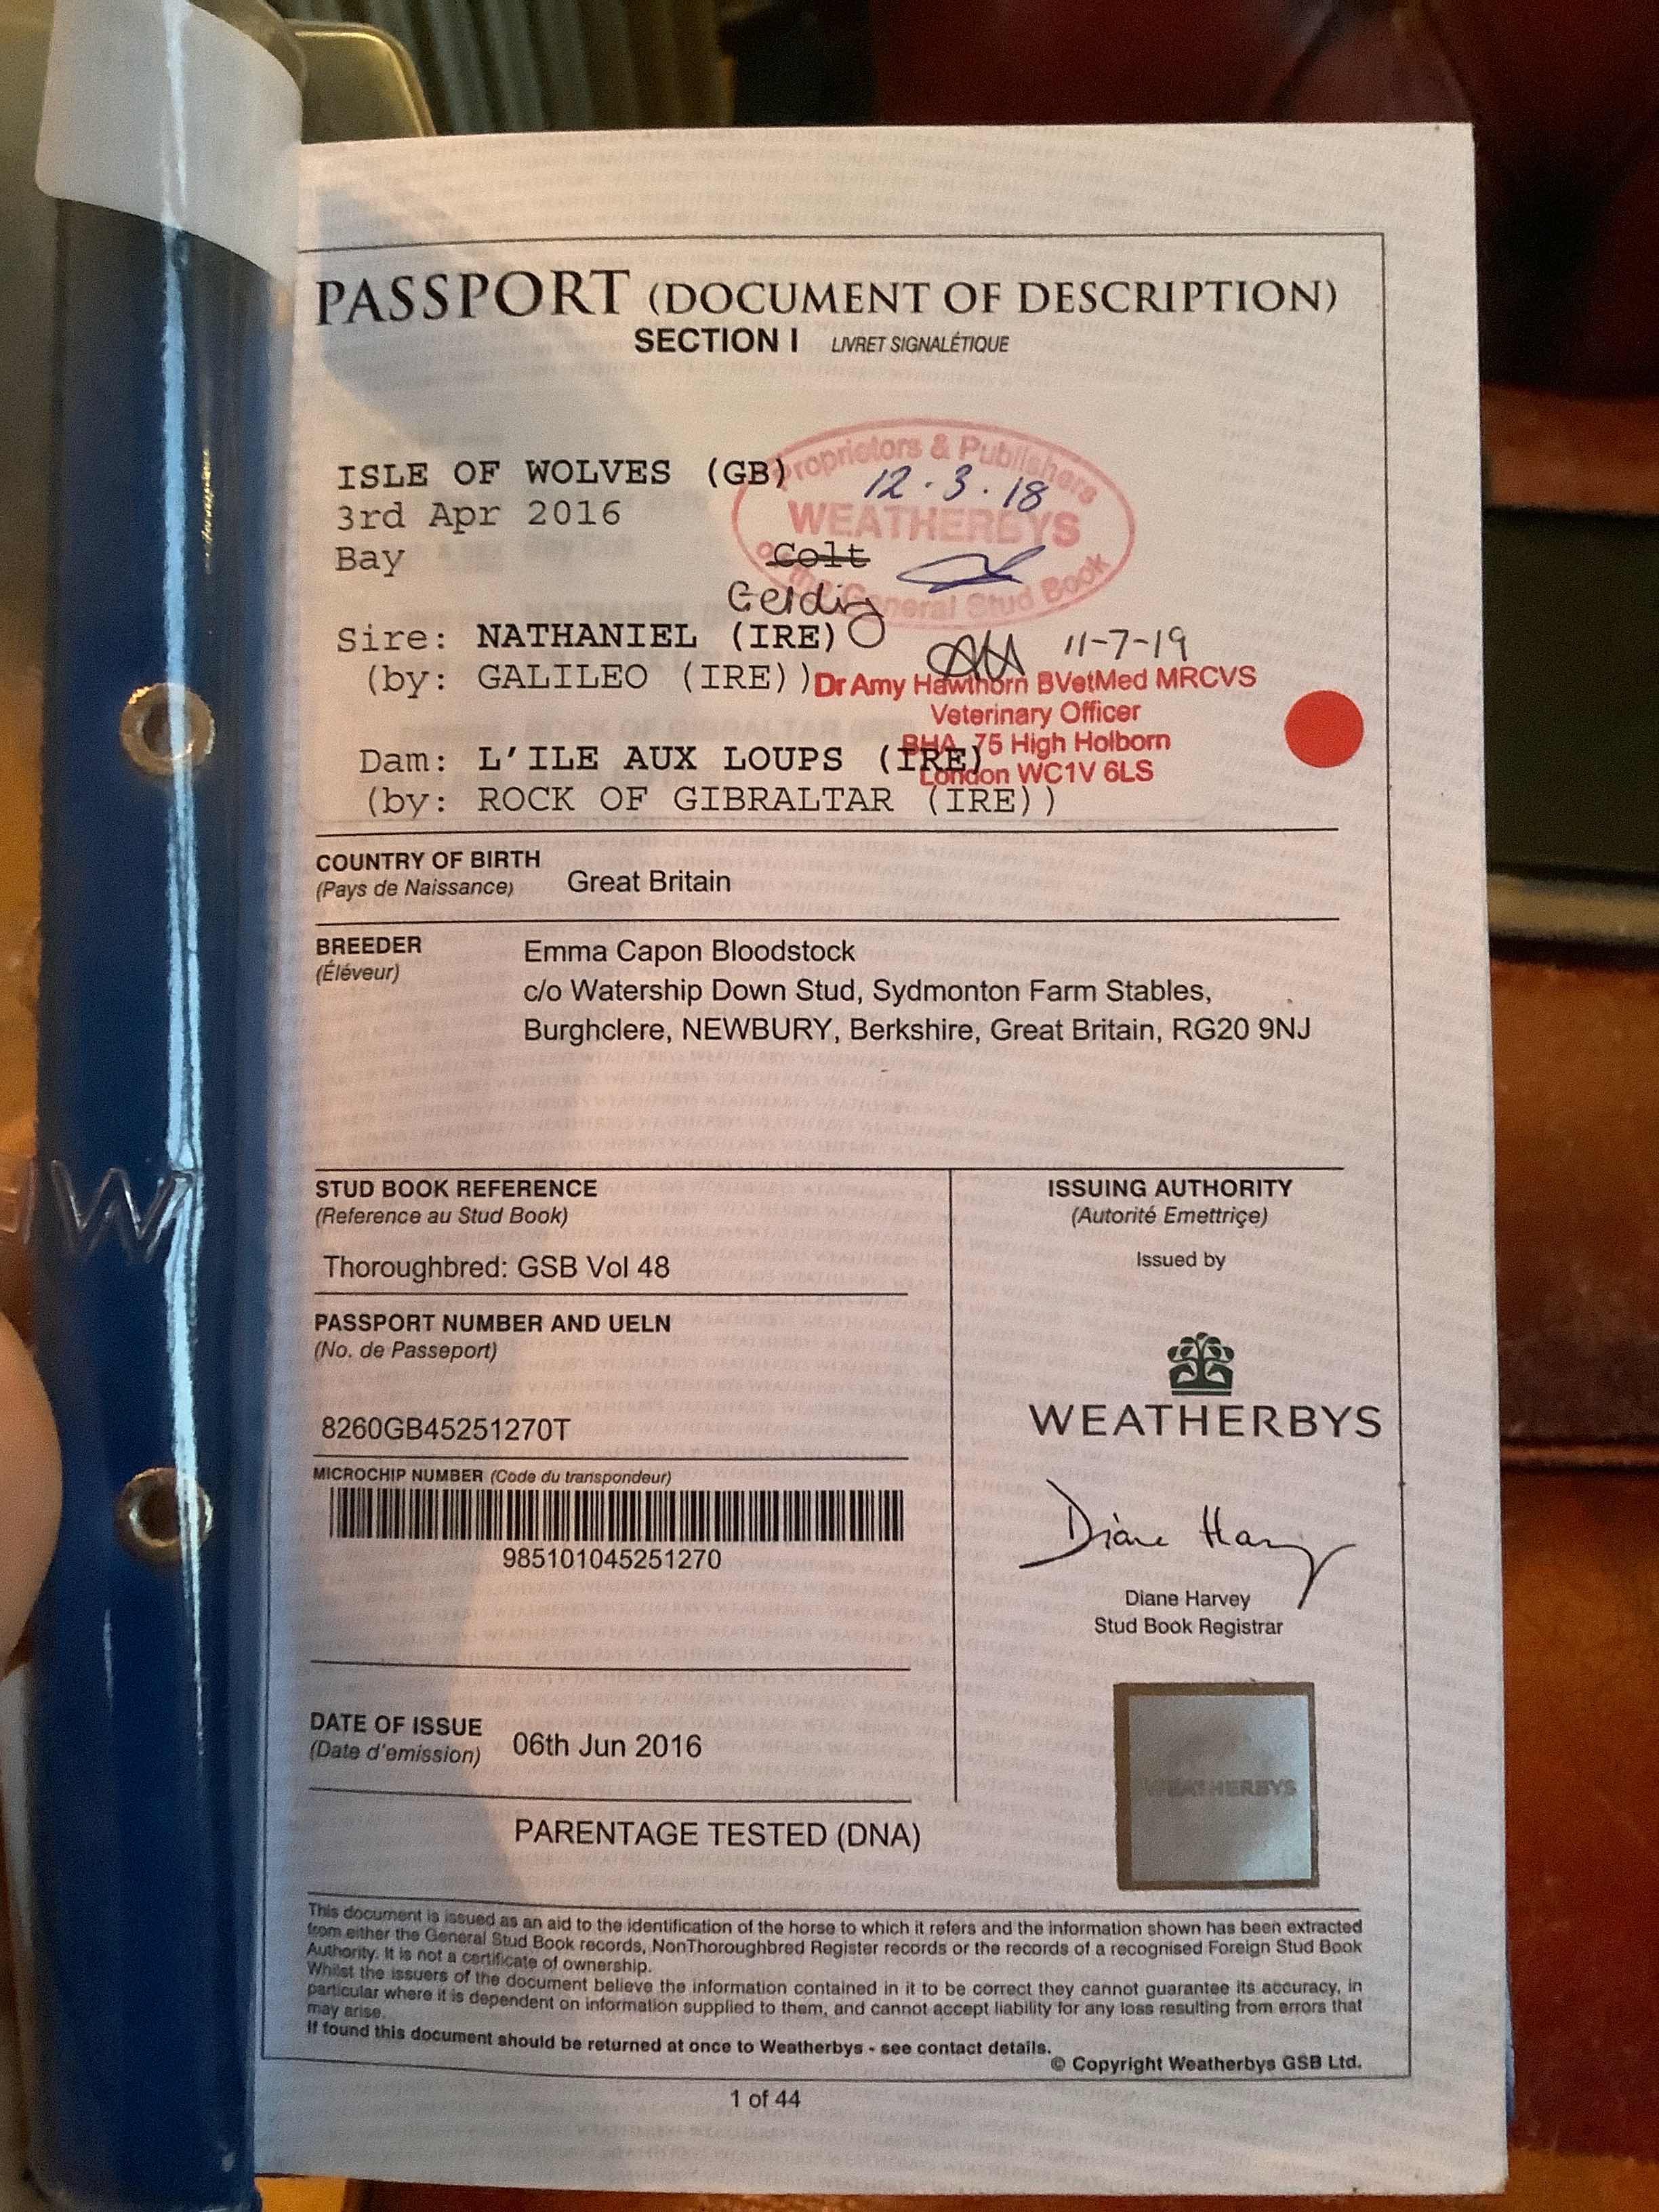 PASSPORT (DOCUMENT OF DESCRIPTION)
SECTION I LIVRET SIGNALÉTIQUE
Proprietors & Publishers
WEATHERBYS
General Stud Book
12.3.18
ISLE OF WOLVES (GB)
3rd Apr 2016
Bay Colt
Gelding
Sire: NATHANIEL (IRE)
11-7-19
(by: GALILEO (IRE))
Dr Amy Hawthorn BVetMed MRCVS
Veterinary Officer
BHA, 75 High Holborn
London WC1V 6LS
Dam: L'ILE AUX LOUPS (IRE)
(by: ROCK OF GIBRALTAR (IRE))
COUNTRY OF BIRTH
(Pays de Naissance) Great Britain
BREEDER
(Éléveur)
Emma Capon Bloodstock
c/o Watership Down Stud, Sydmonton Farm Stables,
Burghclere, NEWBURY, Berkshire, Great Britain, RG20 9NJ
STUD BOOK REFERENCE
(Reference au Stud Book)
Thoroughbred: GSB Vol 48
PASSPORT NUMBER AND UELN
(No. de Passeport)
8260GB45251270T
MICROCHIP NUMBER (Code du transpondeur)
985101045251270
DATE OF ISSUE
(Date d'emission) 06th Jun 2016
ISSUING AUTHORITY
(Autorité Emettriçe)
Issued by
WEATHERBYS
Diane Harvey
Diane Harvey
Stud Book Registrar
WEATHERBYS
PARENTAGE TESTED (DNA)
This document is issued as an aid to the identification of the horse to which it refers and the information shown has been extracted
from either the General Stud Book records, NonThoroughbred Register records or the records of a recognised Foreign Stud Book
Authority. It is not a certificate of ownership.
Whilst the issuers of the document believe the information contained in it to be correct they cannot guarantee its accuracy, in
particular where it is dependent on information supplied to them, and cannot accept liability for any loss resulting from errors that
may arise.
If found this document should be returned at once to Weatherbys - see contact details.
© Copyright Weatherbys GSB Ltd.
1 of 44
W